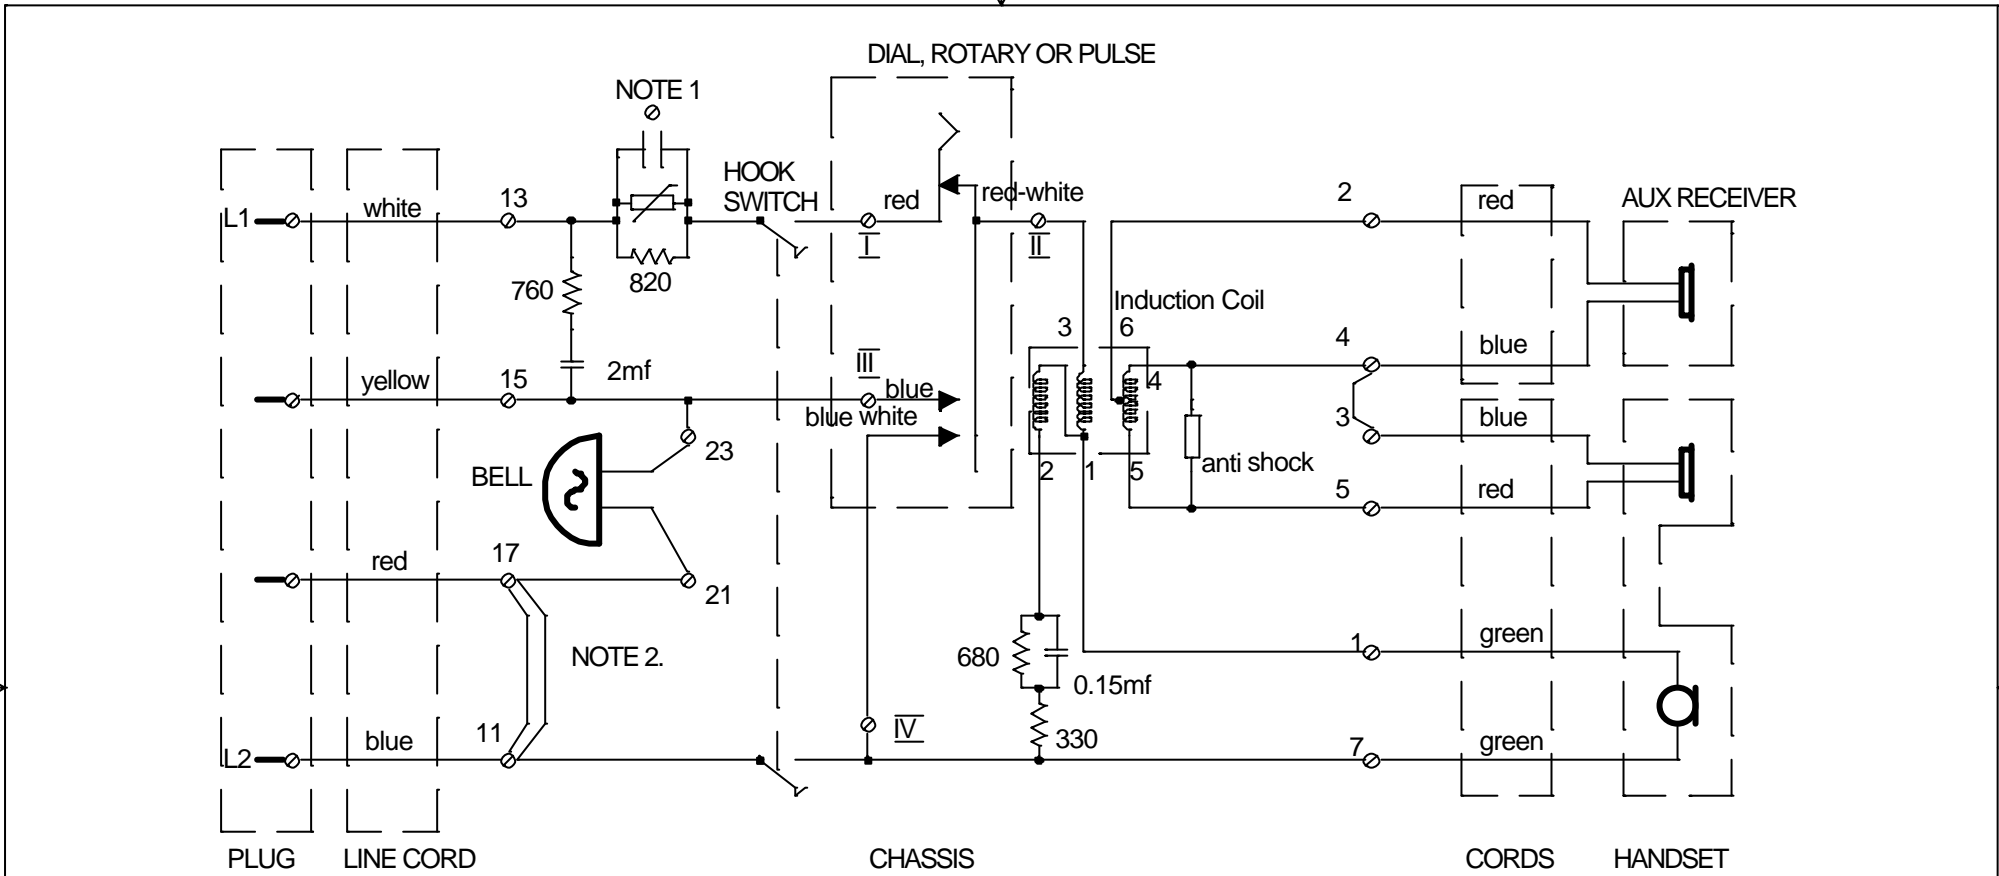 DIAL, ROTARY OR PULSE
NOTE 1
HOOK
SWITCH
L1
white
13
red
I
red-white
II
2
red
AUX RECEIVER
760
820
2mf
Induction Coil
3
6
4
blue
yellow
15
III
blue
blue white
4
3
blue
23
BELL
2
1
5
anti shock
5
red
red
17
21
NOTE 2.
680
0.15mf
1
green
L2
blue
11
IV
330
7
green
PLUG
LINE CORD
CHASSIS
CORDS
HANDSET